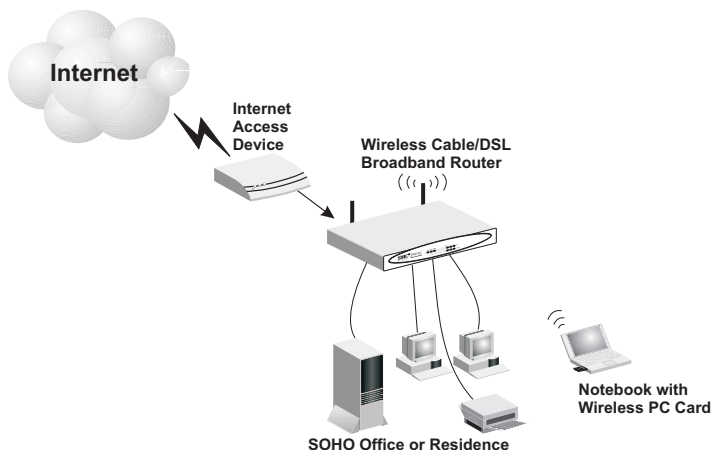 Internet
Internet
Access
Device
Wireless Cable/DSL
Broadband Router
Notebook with
Wireless PC Card
SOHO Office or Residence